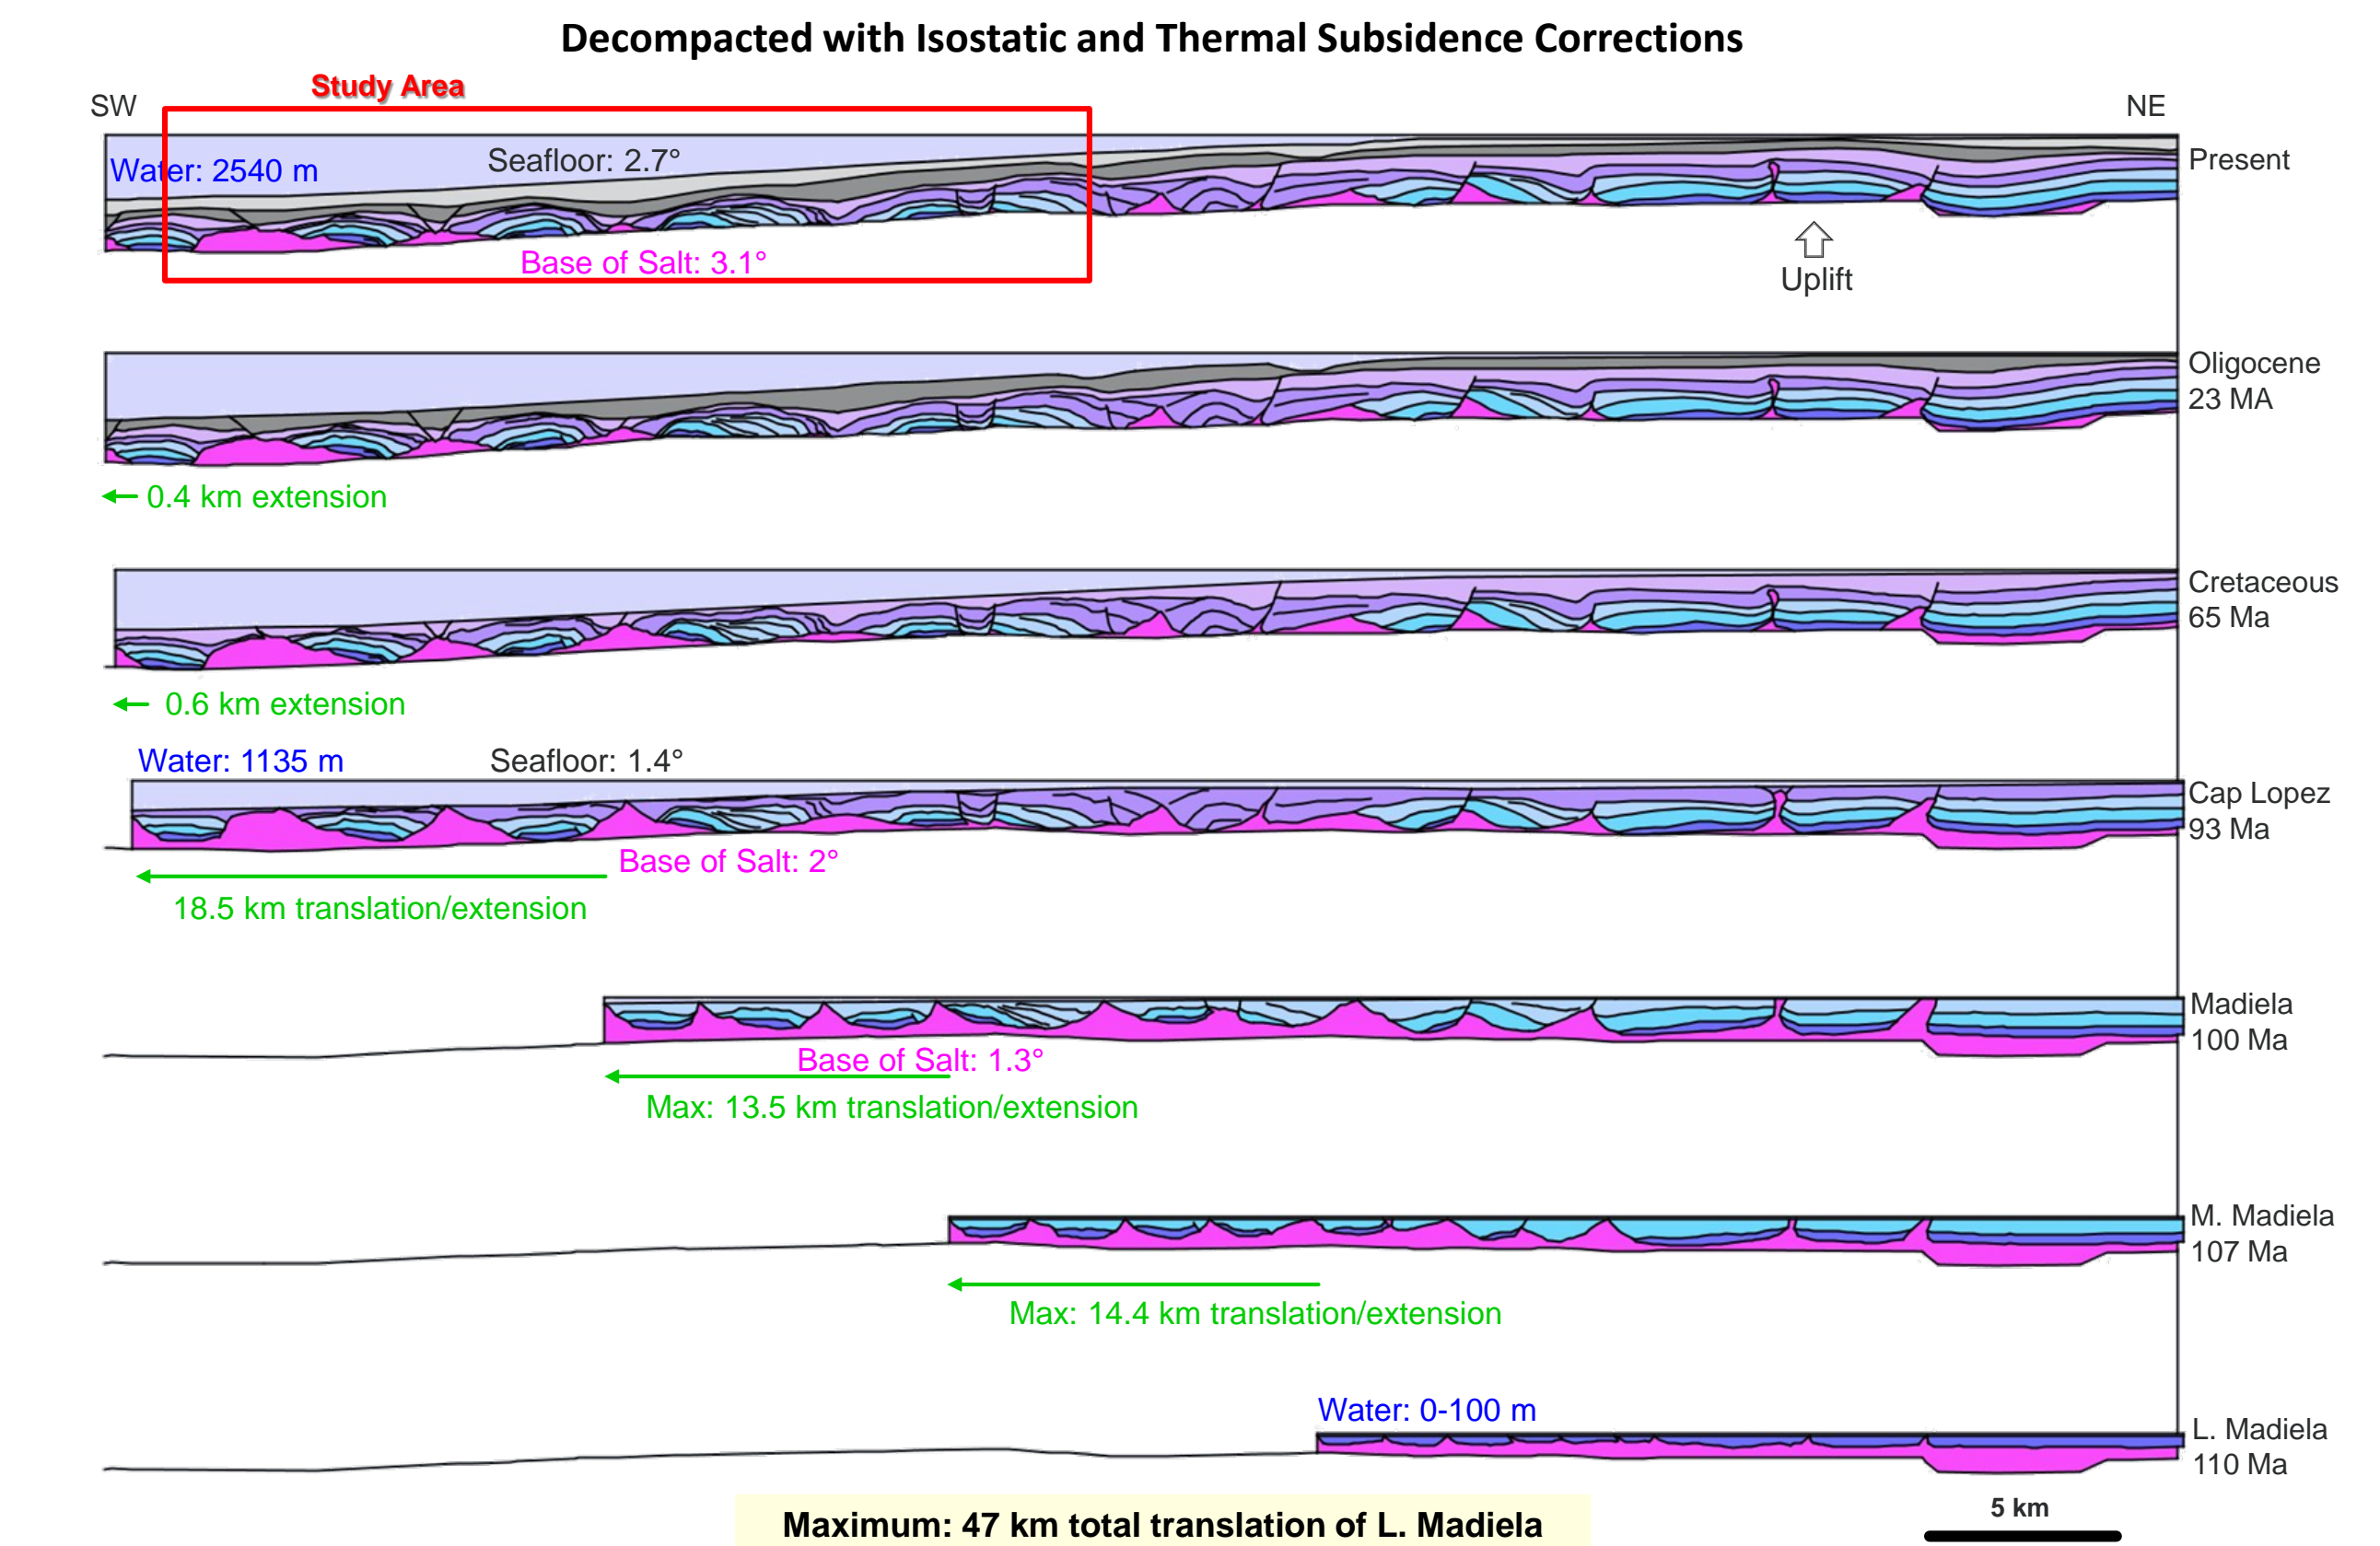 Decompacted with Isostatic and Thermal Subsidence Corrections
Study Area
SW
NE
Water: 2540 m
Seafloor: 2.7°
Present
Base of Salt: 3.1°
Uplift
Oligocene
23 MA
0.4 km extension
Cretaceous
65 Ma
0.6 km extension
Water: 1135 m
Seafloor: 1.4°
Cap Lopez
93 Ma
Base of Salt: 2°
18.5 km translation/extension
Madiela
100 Ma
Base of Salt: 1.3°
Max: 13.5 km translation/extension
M. Madiela
107 Ma
Max: 14.4 km translation/extension
Water: 0-100 m
L. Madiela
110 Ma
5 km
Maximum: 47 km total translation of L. Madiela